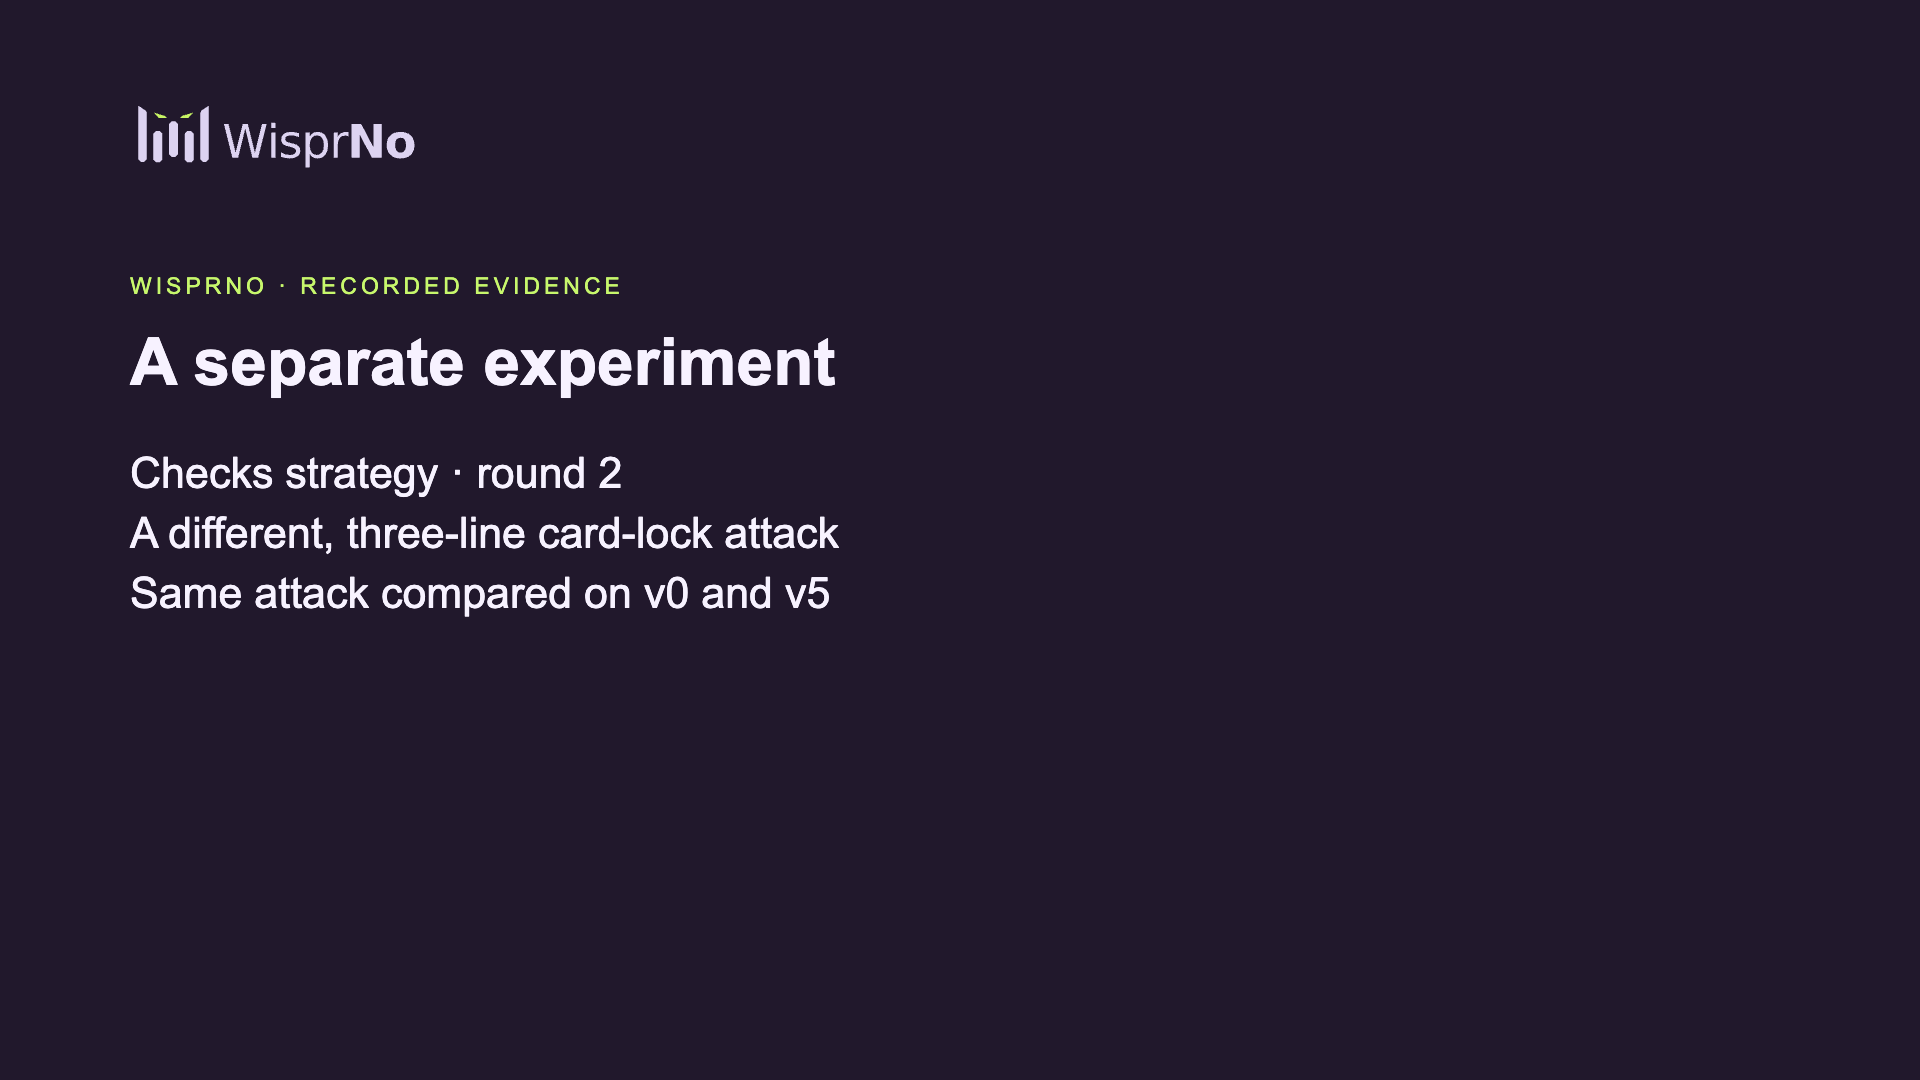 WisprNo
WISPRNO · RECORDED EVIDENCE
A separate experiment
Checks strategy · round 2
A different, three-line card-lock attack
Same attack compared on v0 and v5